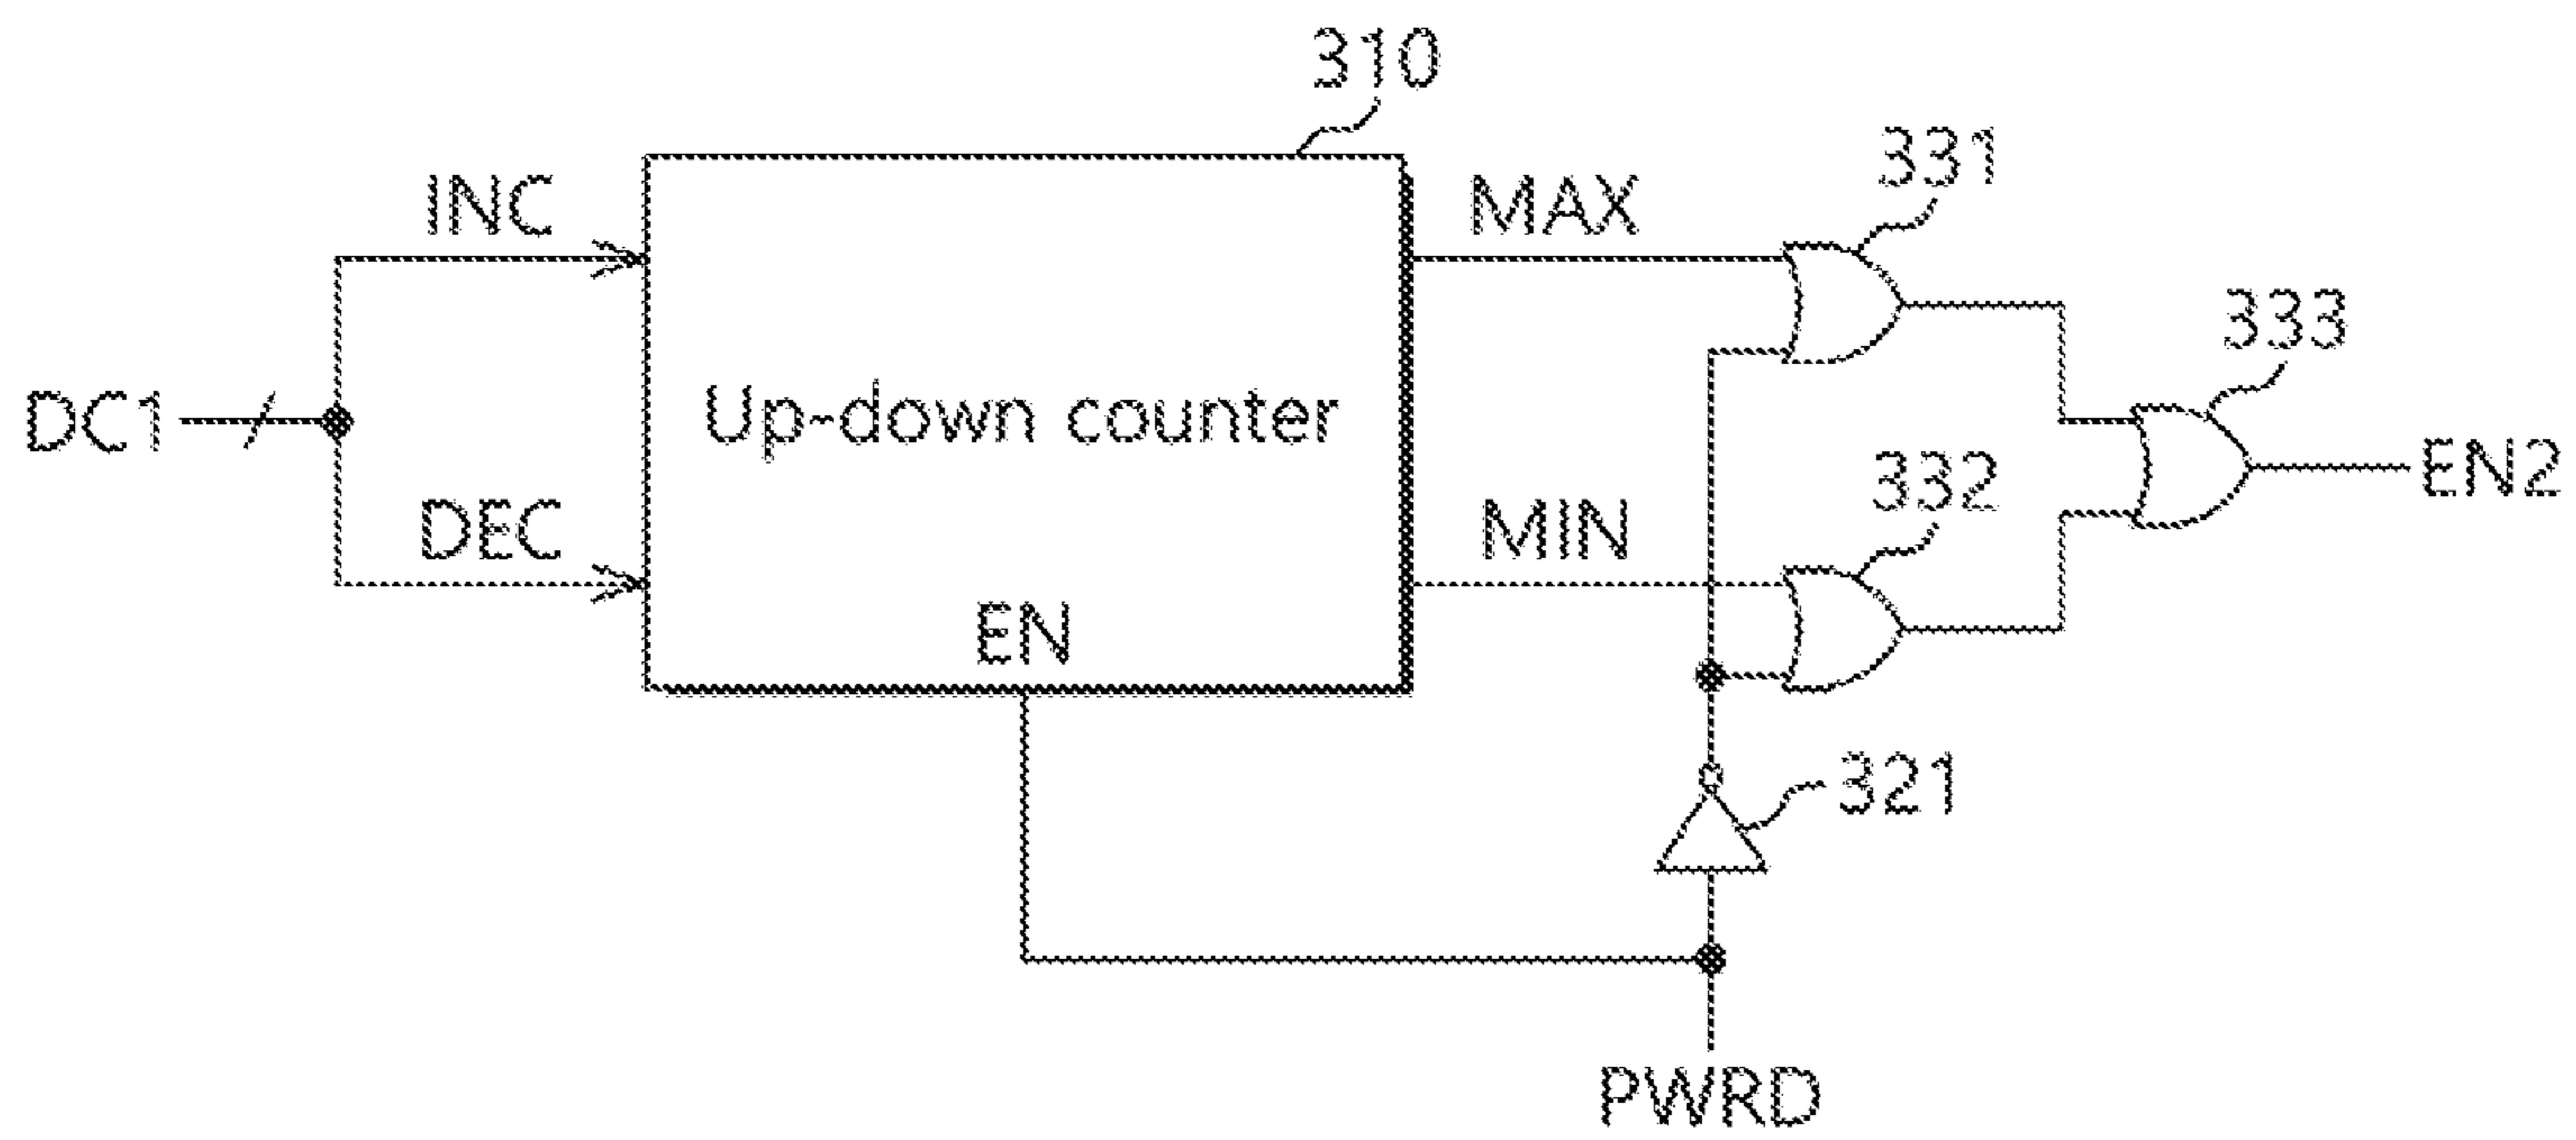 310
331
INC
MAX
333
DC1
Up-down counter
332
EN2
DEC
MIN
EN
321
PWRD